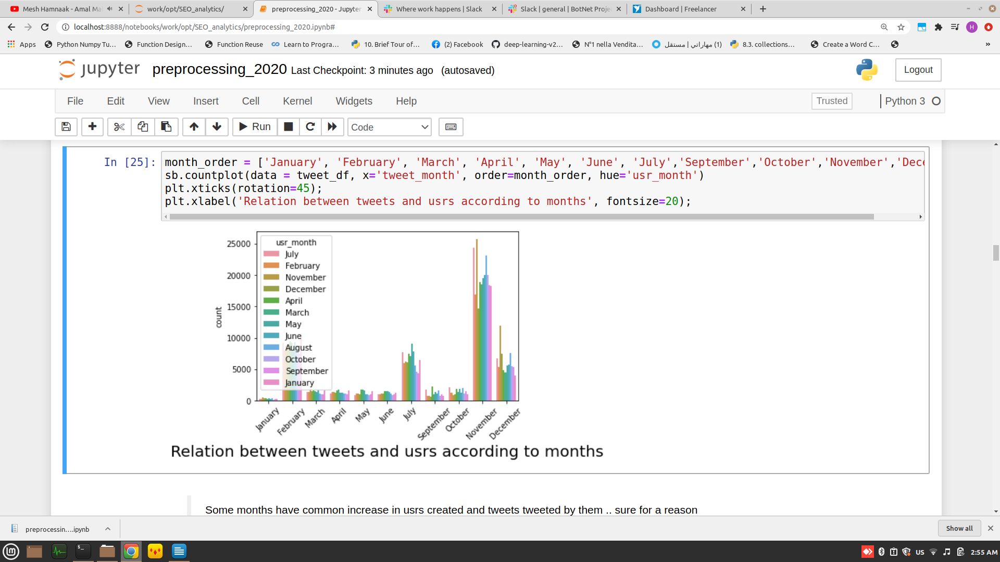 Mesh Hamnaak - Amal Ma
work/opt/SEO_analytics/
preprocessing_2020 - Jupyter
Where work happens | Slack
Slack | general | BotNet Proje
Dashboard | Freelancer
localhost:8888/notebooks/work/opt/SEO_analytics/preprocessing_2020.ipynb#
H
Apps
Python Numpy Tu...
Function Design...
Function Reuse
Learn to Progra...
10. Brief Tour of...
(2) Facebook
deep-learning-v2...
N°1 nella Vendita...
(1) مهاراتي | مستقل
8.3. collections...
Create a Word C...
»
jupyter
preprocessing_2020 Last Checkpoint: 3 minutes ago (autosaved)
Logout
File Edit View Insert Cell Kernel Widgets Help
Trusted
Python 3
Run
Code
In [25]:
month_order = ['January', 'February', 'March', 'April', 'May', 'June', 'July','September','October','November','Dece
sb.countplot(data = tweet_df, x='tweet_month', order=month_order, hue='usr_month')
plt.xticks(rotation=45);
plt.xlabel('Relation between tweets and usrs according to months', fontsize=20);
usr_month
July
February
November
December
April
March
May
June
August
October
September
January
25000
20000
15000
10000
5000
0
count
January
February
March
April
May
June
July
September
October
November
December
Relation between tweets and usrs according to months
Some months have common increase in usrs created and tweets tweeted by them .. sure for a reason
preprocessin....ipynb
Show all
lm
$_
US
2:55 AM